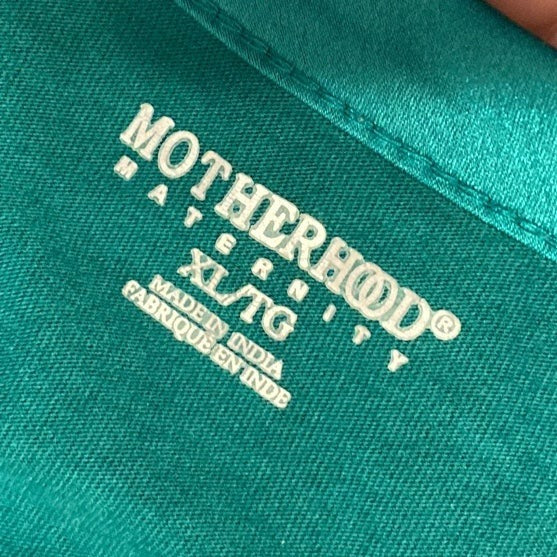 MOTHERHOOD®
MATERNITY
XL/TG
MADE IN INDIA
FABRIQUE EN INDE